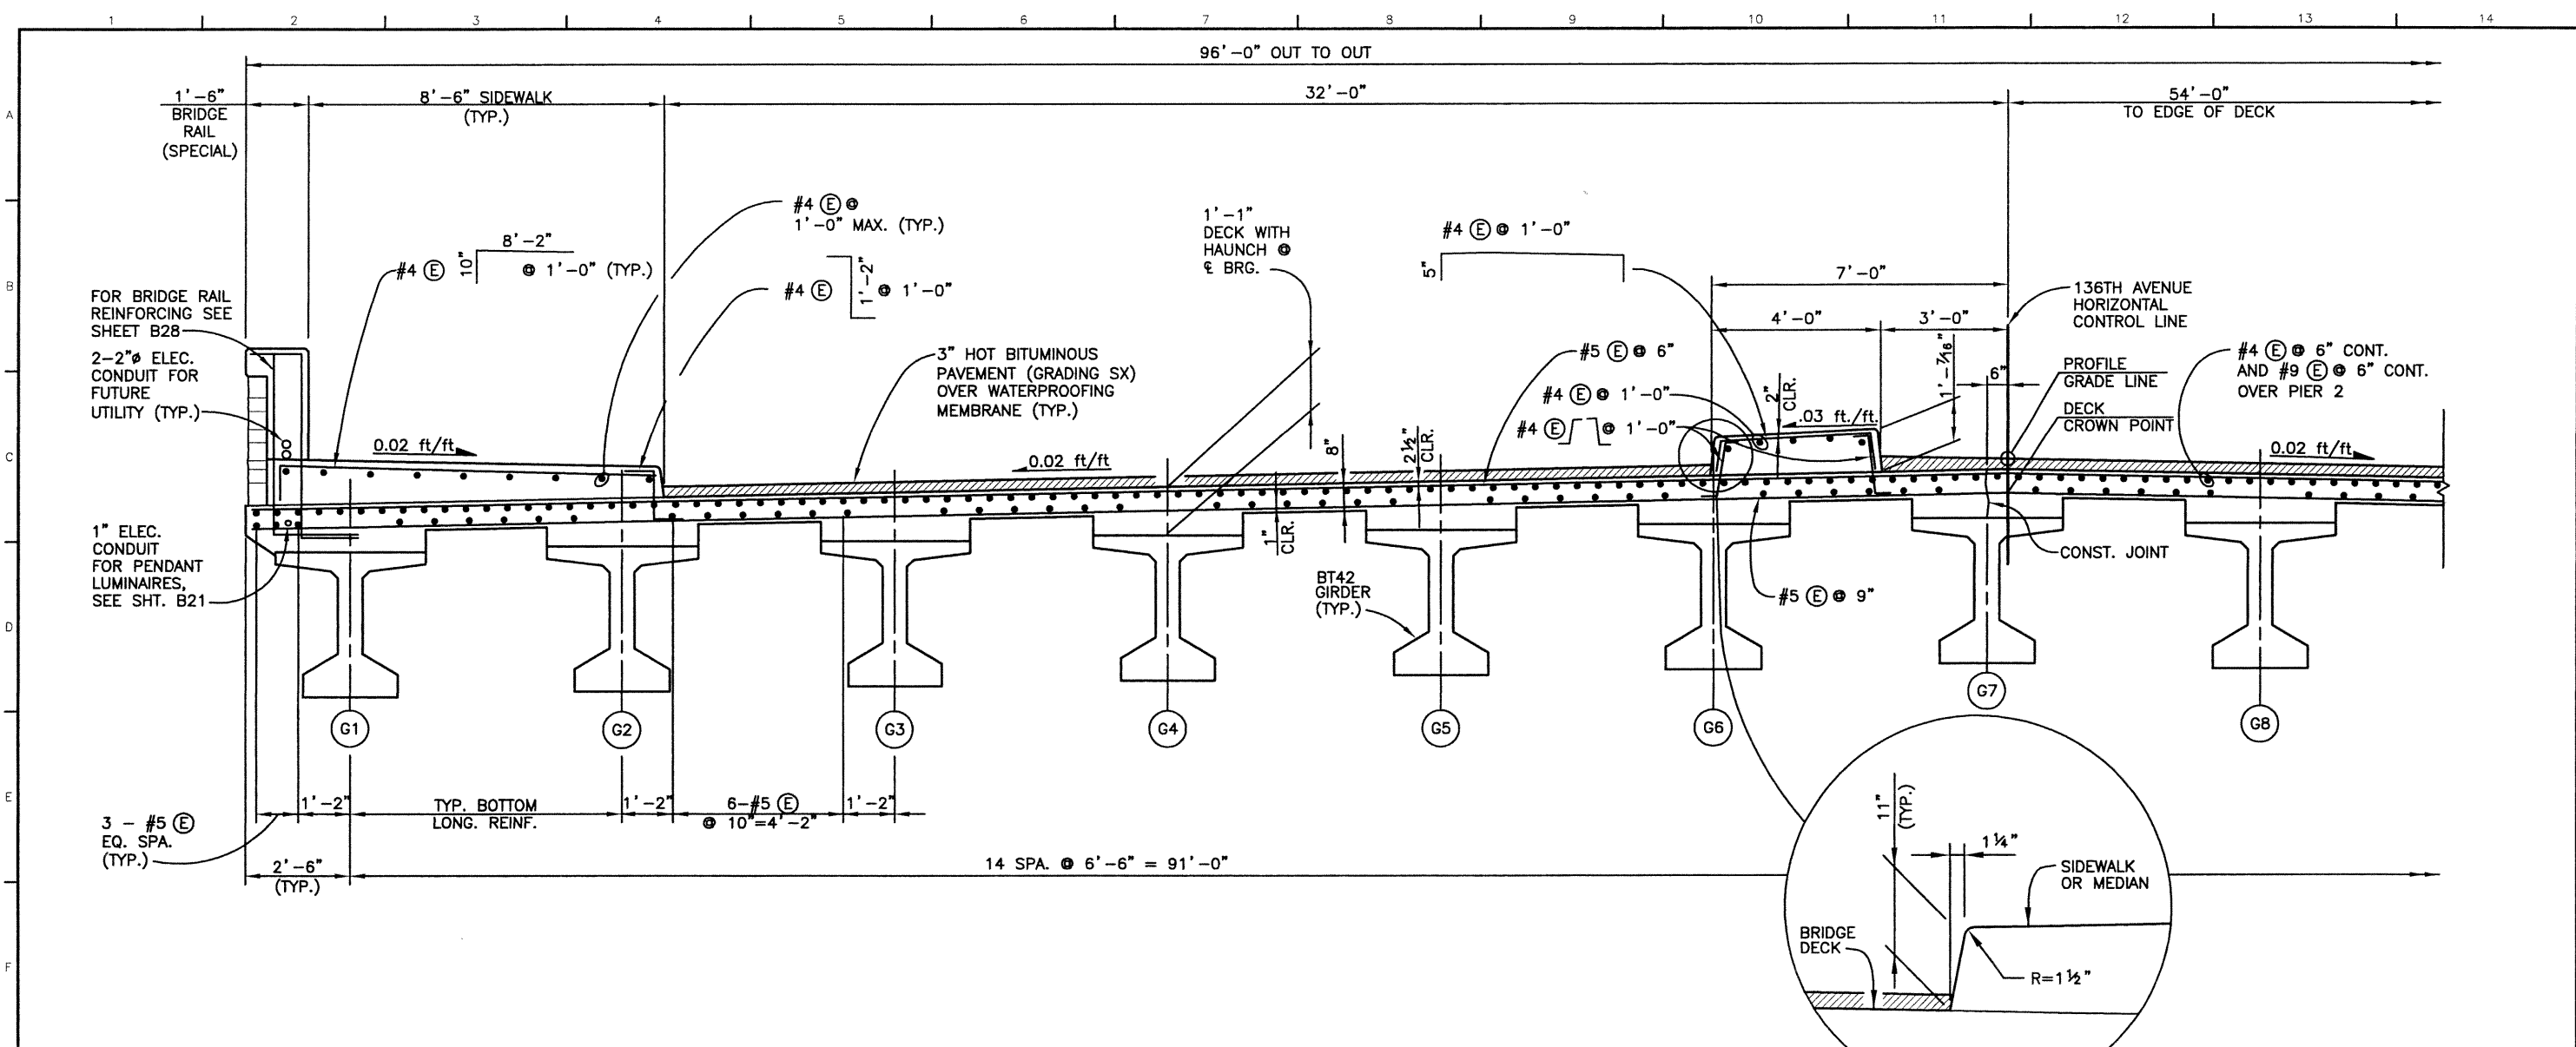 1 2 3 4 5 6 7 8 9 10 11 12 13 14
A
B
C
D
E
F
96'-0" OUT TO OUT
1'-6"
BRIDGE
RAIL
(SPECIAL)
8'-6" SIDEWALK
(TYP.)
32'-0"
54'-0"
TO EDGE OF DECK
#4 Ⓔ @
1'-0" MAX. (TYP.)
8'-2"
10"
#4 Ⓔ @ 1'-0" (TYP.)
1'-2"
#4 Ⓔ @ 1'-0"
1'-1"
DECK WITH
HAUNCH @
℄ BRG.
#4 Ⓔ @ 1'-0"
5"
7'-0"
4'-0"
3'-0"
136TH AVENUE
HORIZONTAL
CONTROL LINE
FOR BRIDGE RAIL
REINFORCING SEE
SHEET B28
2-2"ø ELEC.
CONDUIT FOR
FUTURE
UTILITY (TYP.)
3" HOT BITUMINOUS
PAVEMENT (GRADING SX)
OVER WATERPROOFING
MEMBRANE (TYP.)
#5 Ⓔ @ 6"
#4 Ⓔ @ 1'-0"
#4 Ⓔ @ 1'-0"
2"
CLR.
.03 ft./ft.
1'-7⁄16"
6"
PROFILE
GRADE LINE
DECK
CROWN POINT
#4 Ⓔ @ 6" CONT.
AND #9 Ⓔ @ 6" CONT.
OVER PIER 2
0.02 ft/ft
0.02 ft/ft
0.02 ft/ft
8"
2½"
CLR.
1"
CLR.
1" ELEC.
CONDUIT
FOR PENDANT
LUMINAIRES,
SEE SHT. B21
BT42
GIRDER
(TYP.)
#5 Ⓔ @ 9"
CONST. JOINT
G1
G2
G3
G4
G5
G6
G7
G8
3 - #5 Ⓔ
EQ. SPA.
(TYP.)
1'-2"
TYP. BOTTOM
LONG. REINF.
1'-2"
6-#5 Ⓔ
@ 10"=4'-2"
1'-2"
2'-6"
(TYP.)
14 SPA. @ 6'-6" = 91'-0"
11"
(TYP.)
1¼"
SIDEWALK
OR MEDIAN
BRIDGE
DECK
R=1½"